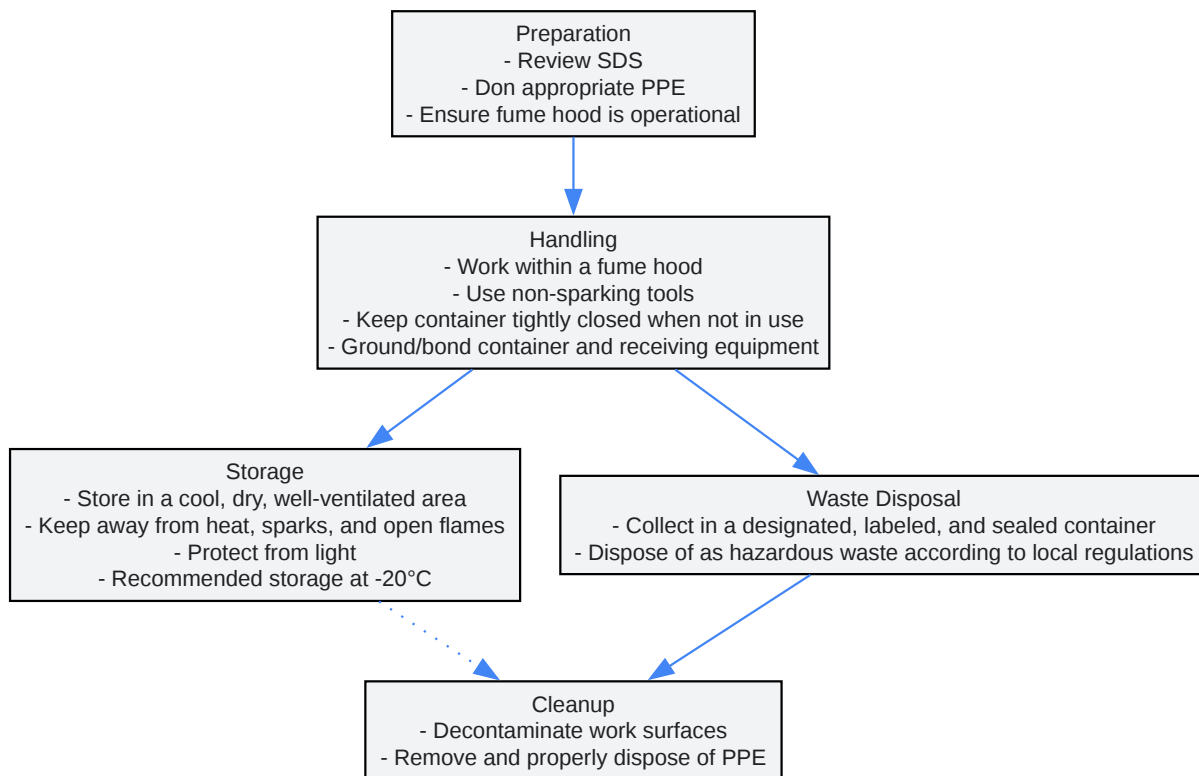 Preparation
- Review SDS
- Don appropriate PPE
- Ensure fume hood is operational
Handling
- Work within a fume hood
- Use non-sparking tools
- Keep container tightly closed when not in use
- Ground/bond container and receiving equipment
Storage
- Store in a cool, dry, well-ventilated area
- Keep away from heat, sparks, and open flames
- Protect from light
- Recommended storage at -20°C
Waste Disposal
- Collect in a designated, labeled, and sealed container
- Dispose of as hazardous waste according to local regulations
Cleanup
- Decontaminate work surfaces
- Remove and properly dispose of PPE